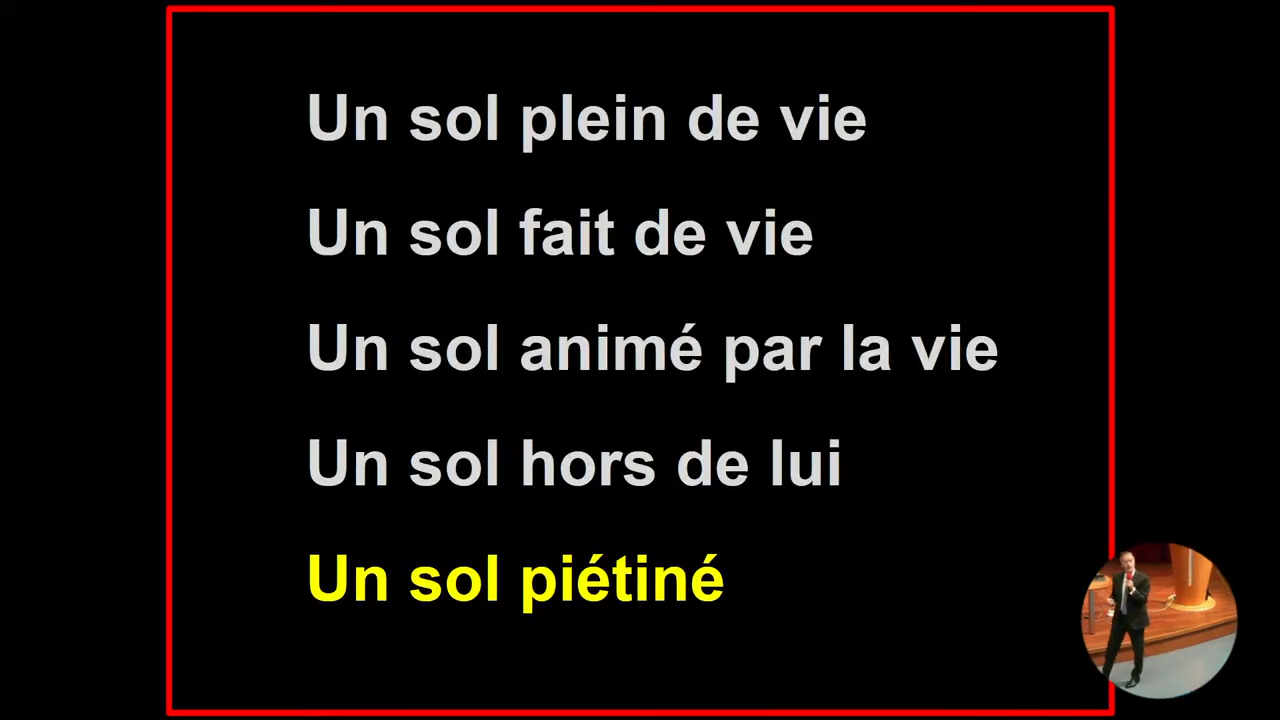 Un sol plein de vie
Un sol fait de vie
Un sol animé par la vie
Un sol hors de lui
Un sol piétiné